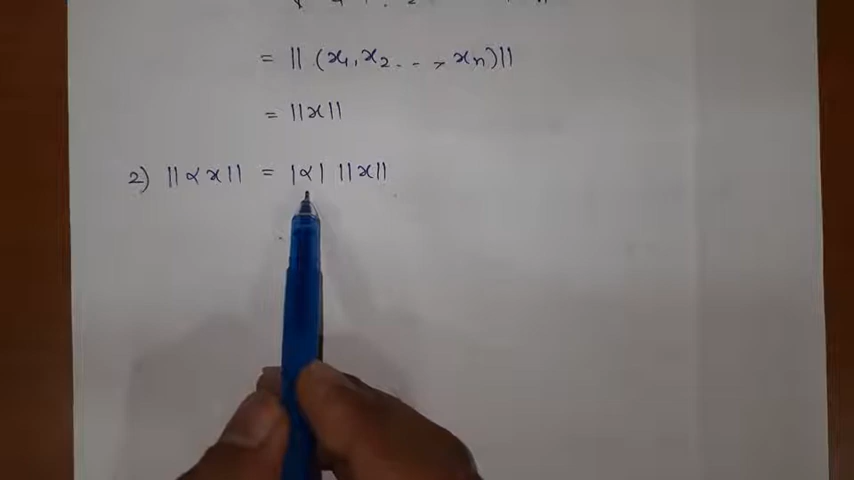 = || (x₁, x₂ - - , xₙ)||
= ||x||
2) ||αx|| = |α| ||x||